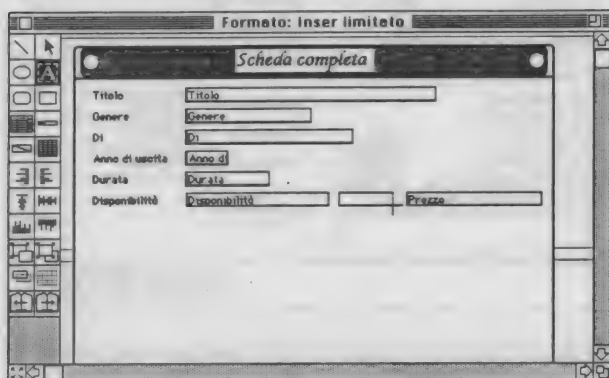 Formato: Inser limitato
A
Scheda completa
Titolo Titolo
Genere Genere
Di Di
Anno di uscita Anno di
Durata Durata
Disponibilità Disponibilità Prezzo